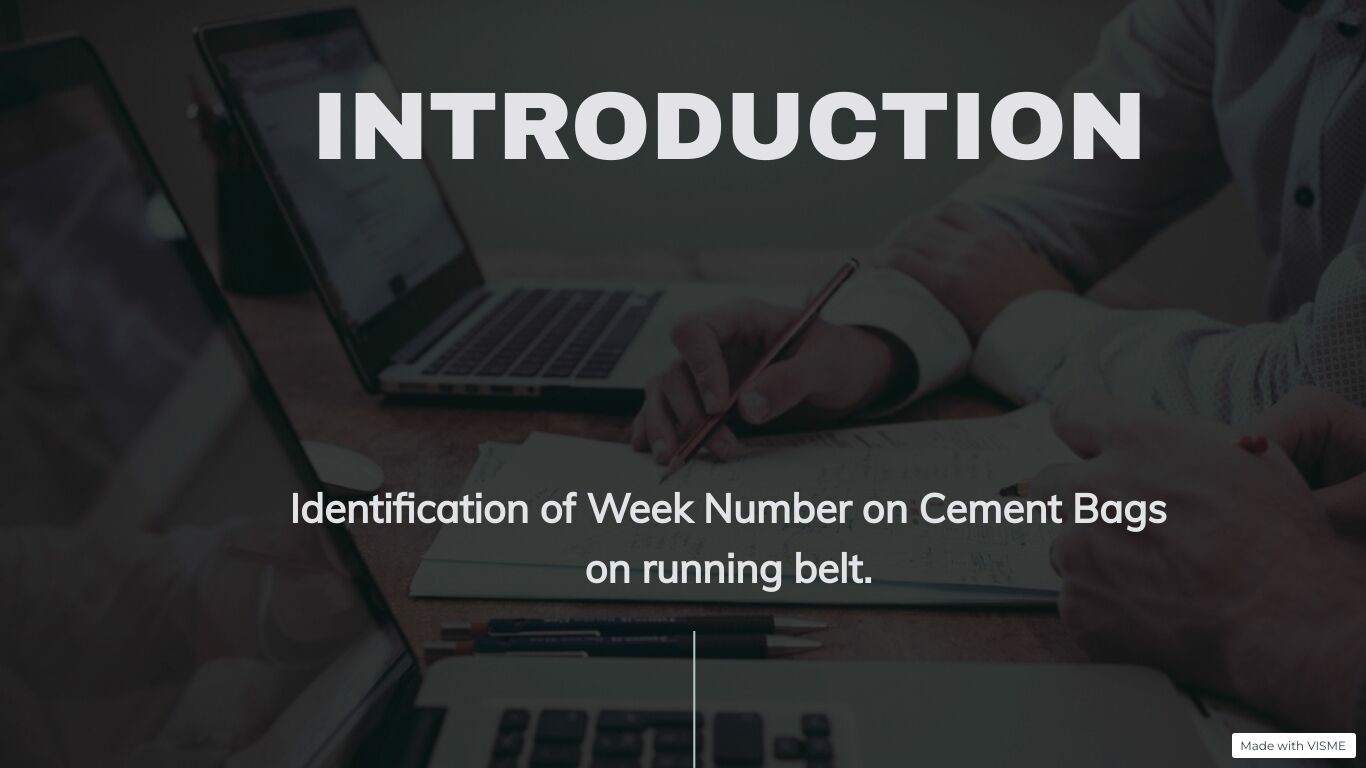 INTRODUCTION
Identification of Week Number on Cement Bags
on running belt.
Made with VISME